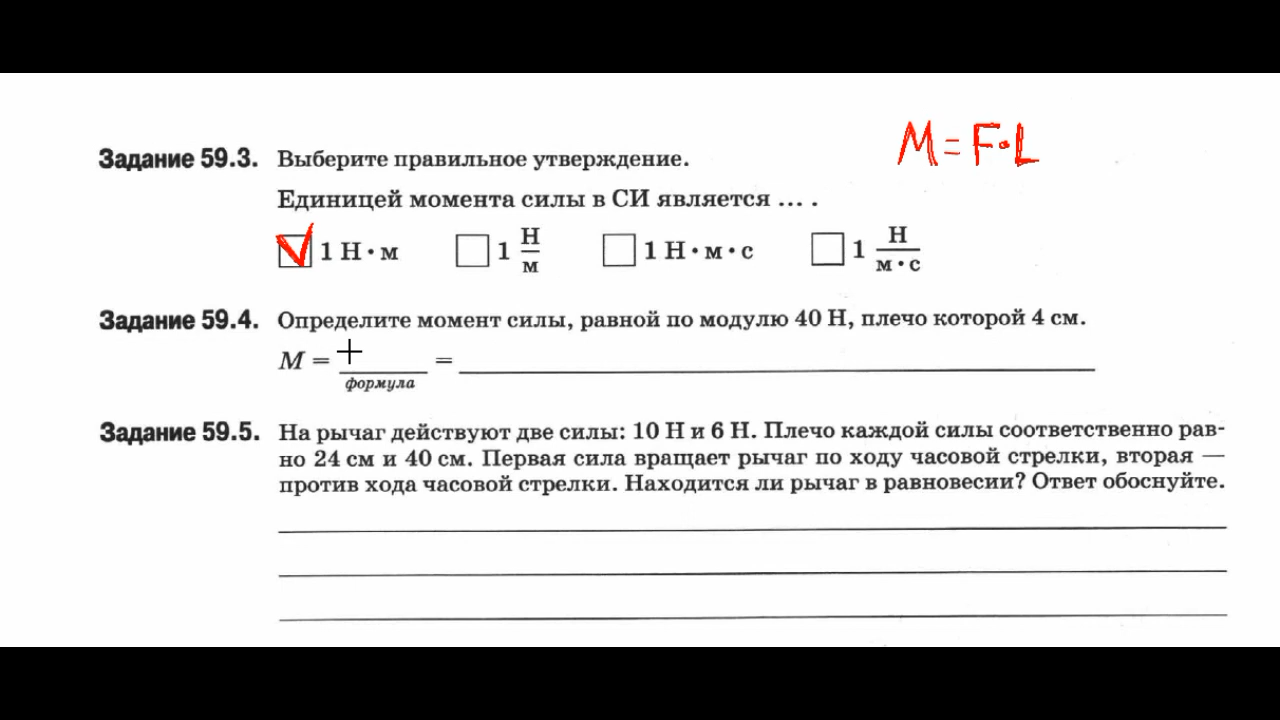 M = F · L
Задание 59.3. Выберите правильное утверждение.
Единицей момента силы в СИ является ... .
1 Н · м 1 Н/м 1 Н · м · с 1 Н/(м · с)
Задание 59.4. Определите момент силы, равной по модулю 40 Н, плечо которой 4 см.
M = ______ = ______
формула
Задание 59.5. На рычаг действуют две силы: 10 Н и 6 Н. Плечо каждой силы соответственно рав-
но 24 см и 40 см. Первая сила вращает рычаг по ходу часовой стрелки, вторая —
против хода часовой стрелки. Находится ли рычаг в равновесии? Ответ обоснуйте.